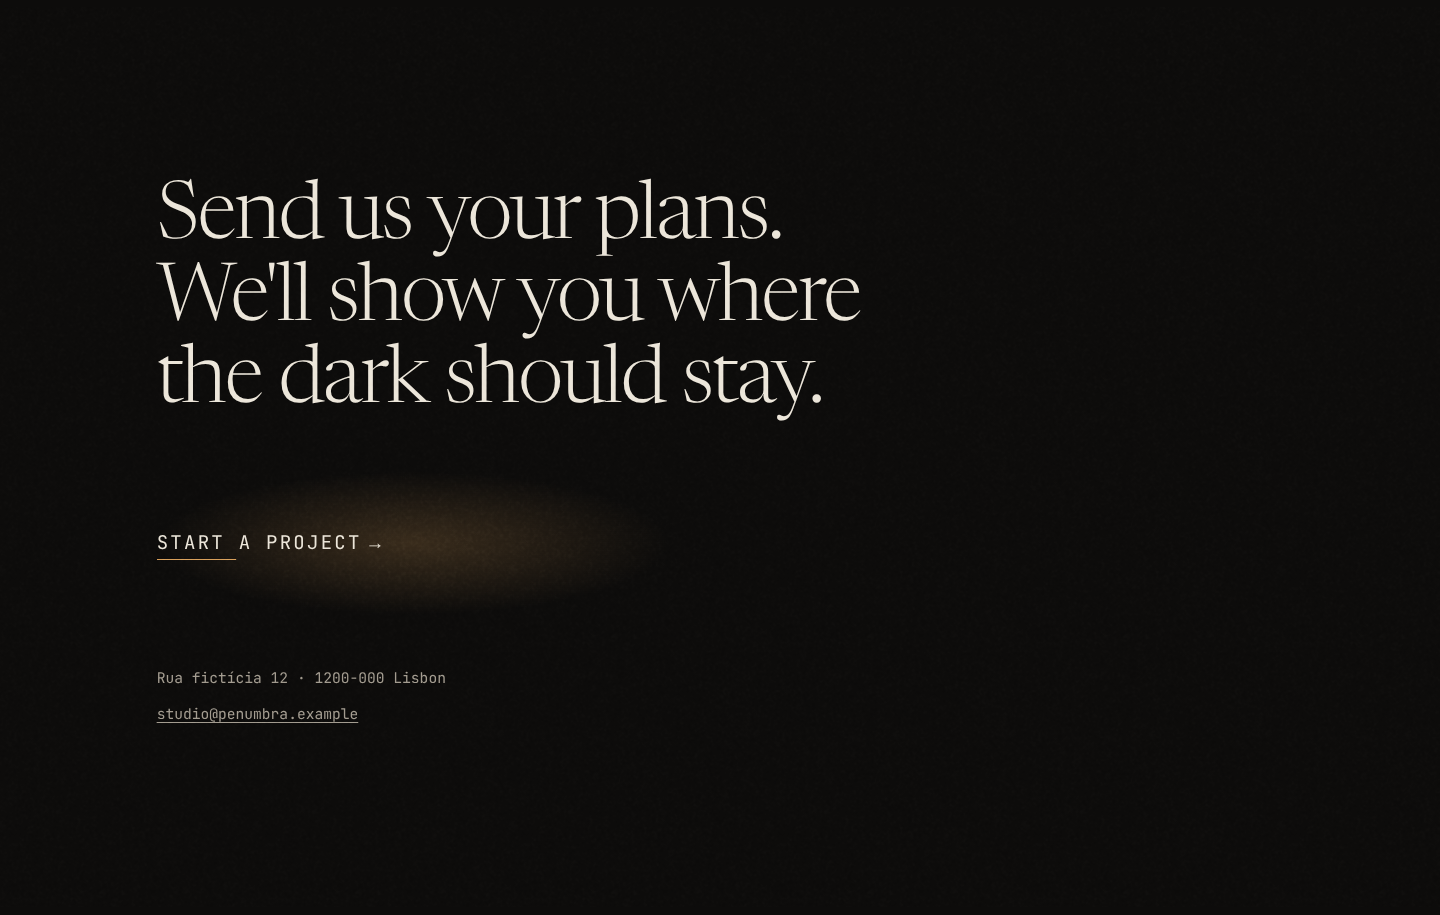 Send us your plans.
We'll show you where
the dark should stay.
START A PROJECT →
Rua fictícia 12 · 1200-000 Lisbon
studio@penumbra.example